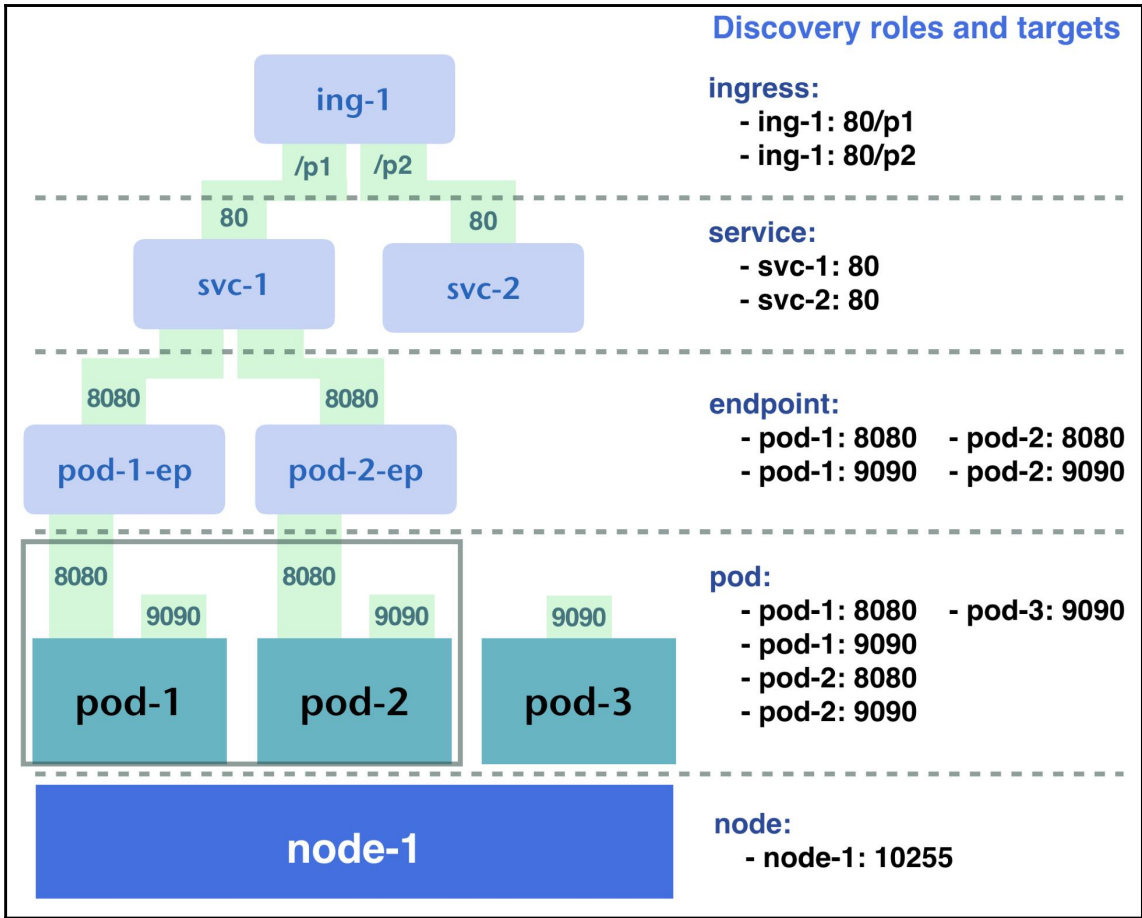 Discovery roles and targets
ing-1
ingress:
- ing-1: 80/p1
- ing-1: 80/p2
/p1 /p2
80 80
service:
- svc-1: 80
- svc-2: 80
svc-1 svc-2
8080 8080
endpoint:
- pod-1: 8080 - pod-2: 8080
- pod-1: 9090 - pod-2: 9090
pod-1-ep pod-2-ep
8080 9090 8080 9090 9090
pod:
- pod-1: 8080 - pod-3: 9090
- pod-1: 9090
- pod-2: 8080
- pod-2: 9090
pod-1 pod-2 pod-3
node-1
node:
- node-1: 10255